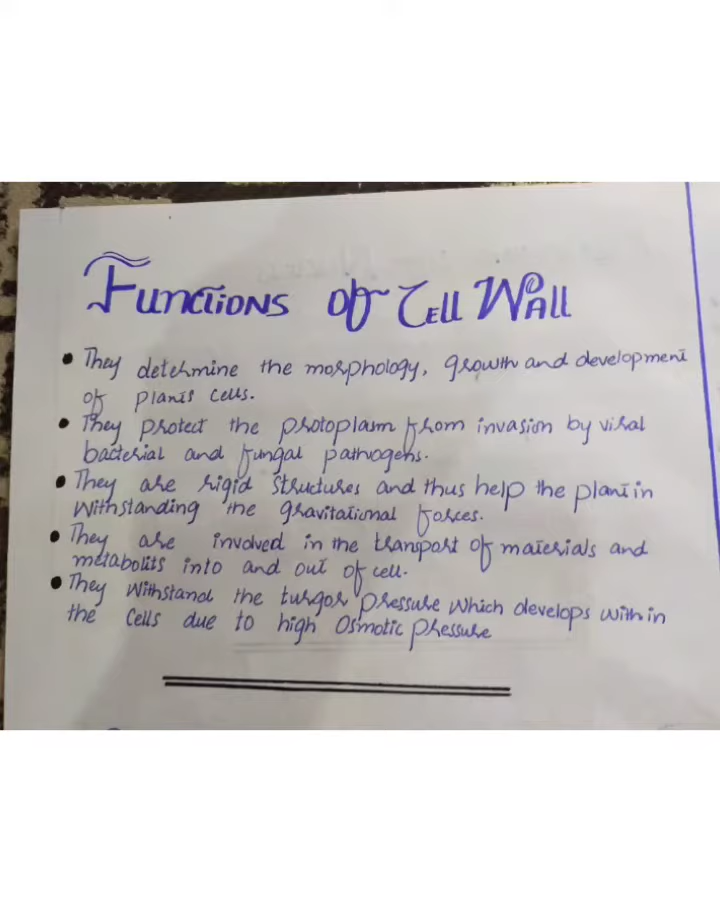 Functions of Cell Wall
• They determine the morphology, growth and development
of plants cells.
• They protect the protoplasm from invasion by viral
bacterial and fungal pathogens.
• They are rigid structures and thus help the plant in
withstanding the gravitational forces.
• They are involved in the transport of materials and
metabolits into and out of cell.
• They withstand the turgor pressure which develops within
the cells due to high osmotic pressure